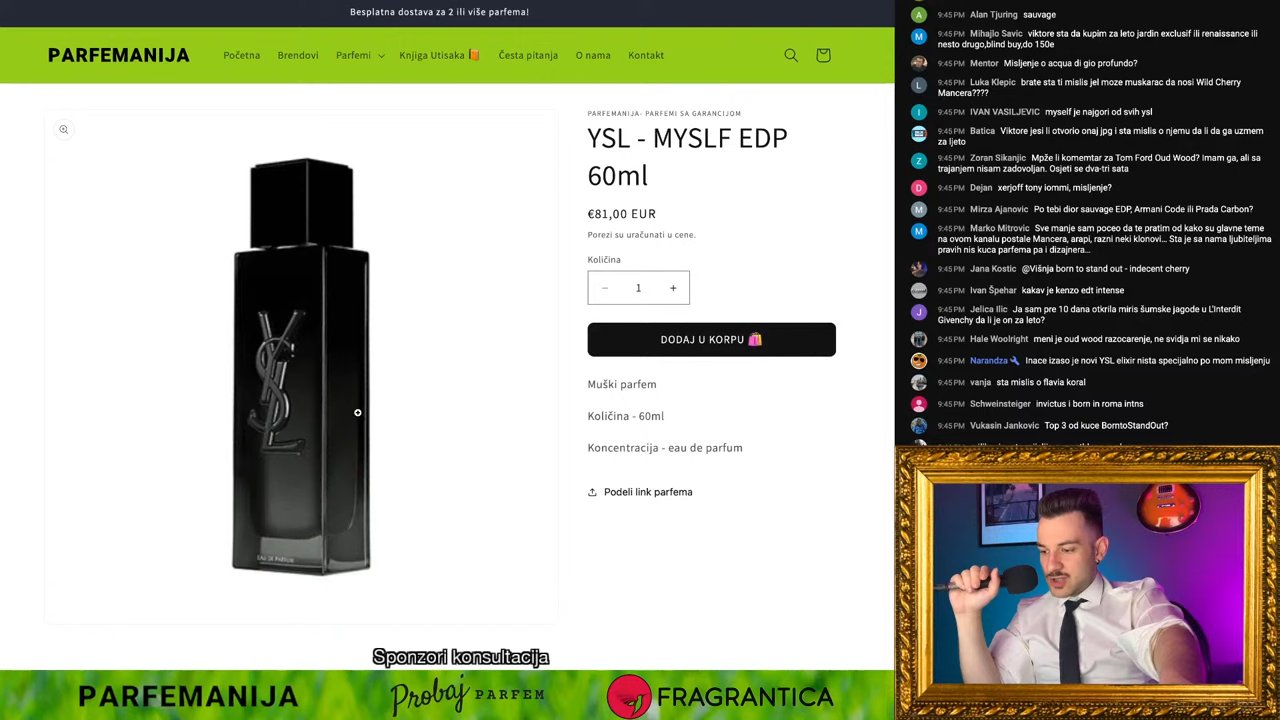 Besplatna dostava za 2 ili više parfema!
PARFEMANIJA
Početna
Brendovi
Parfemi
Knjiga Utisaka
Česta pitanja
O nama
Kontakt
PARFEMANIJA- PARFEMI SA GARANCIJOM
YSL - MYSLF EDP
60ml
€81,00 EUR
Porezi su uračunati u cene.
Količina
− 1 +
DODAJ U KORPU 🛍️
Muški parfem
Količina - 60ml
Koncentracija - eau de parfum
Podeli link parfema
YSL
EAU DE PARFUM
Sponzori konsultacija
PARFEMANIJA
Probaj PARFEM
FRAGRANTICA
A 9:45 PM Alan Tjuring sauvage
M 9:45 PM Mihajlo Savic viktore sta da kupim za leto jardin exclusif ili renaissance ili
nesto drugo,blind buy,do 150e
9:45 PM Mentor Misljenje o acqua di gio profundo?
L 9:45 PM Luka Klepic brate sta ti mislis jel moze muskarac da nosi Wild Cherry
Mancera????
I 9:45 PM IVAN VASILJEVIC myself je najgori od svih ysl
9:45 PM Batica Viktore jesi li otvorio onaj jpg i sta mislis o njemu da li da ga uzmem
za ljeto
Z 9:45 PM Zoran Sikanjic Mpže li komemtar za Tom Ford Oud Wood? Imam ga, ali sa
trajanjem nisam zadovoljan. Osjeti se dva-tri sata
D 9:45 PM Dejan xerjoff tony iommi, misljenje?
M 9:45 PM Mirza Ajanovic Po tebi dior sauvage EDP, Armani Code ili Prada Carbon?
M 9:45 PM Marko Mitrovic Sve manje sam poceo da te pratim od kako su glavne teme
na ovom kanalu postale Mancera, arapi, razni neki klonovi... Sta je sa nama ljubiteljima
pravih nis kuca parfema pa i dizajnera...
9:45 PM Jana Kostic @Višnja born to stand out - indecent cherry
9:45 PM Ivan Špehar kakav je kenzo edt intense
J 9:45 PM Jelica Ilic Ja sam pre 10 dana otkrila miris šumske jagode u L'Interdit
Givenchy da li je on za leto?
9:45 PM Hale Woolright meni je oud wood razocarenje, ne svidja mi se nikako
9:45 PM Narandza Inace izaso je novi YSL elixir nista specijalno po mom misljenju
9:45 PM vanja sta mislis o flavia koral
9:45 PM Schweinsteiger invictus i born in roma intns
9:45 PM Vukasin Jankovic Top 3 od kuce BorntoStandOut?